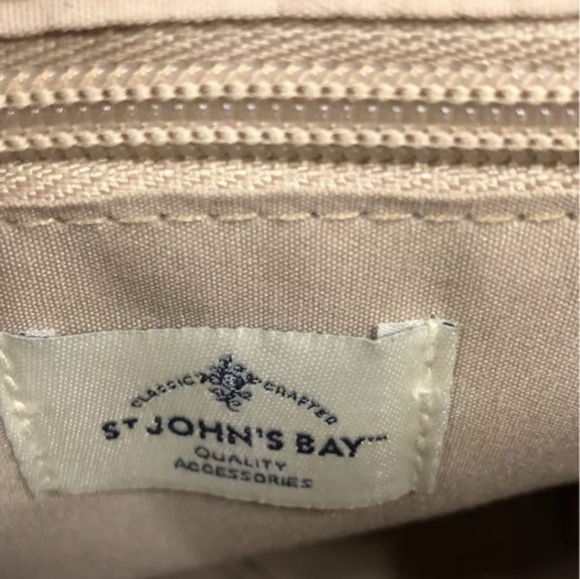 CLASSIC CRAFTED
ST JOHN'S BAY™
QUALITY
ACCESSORIES